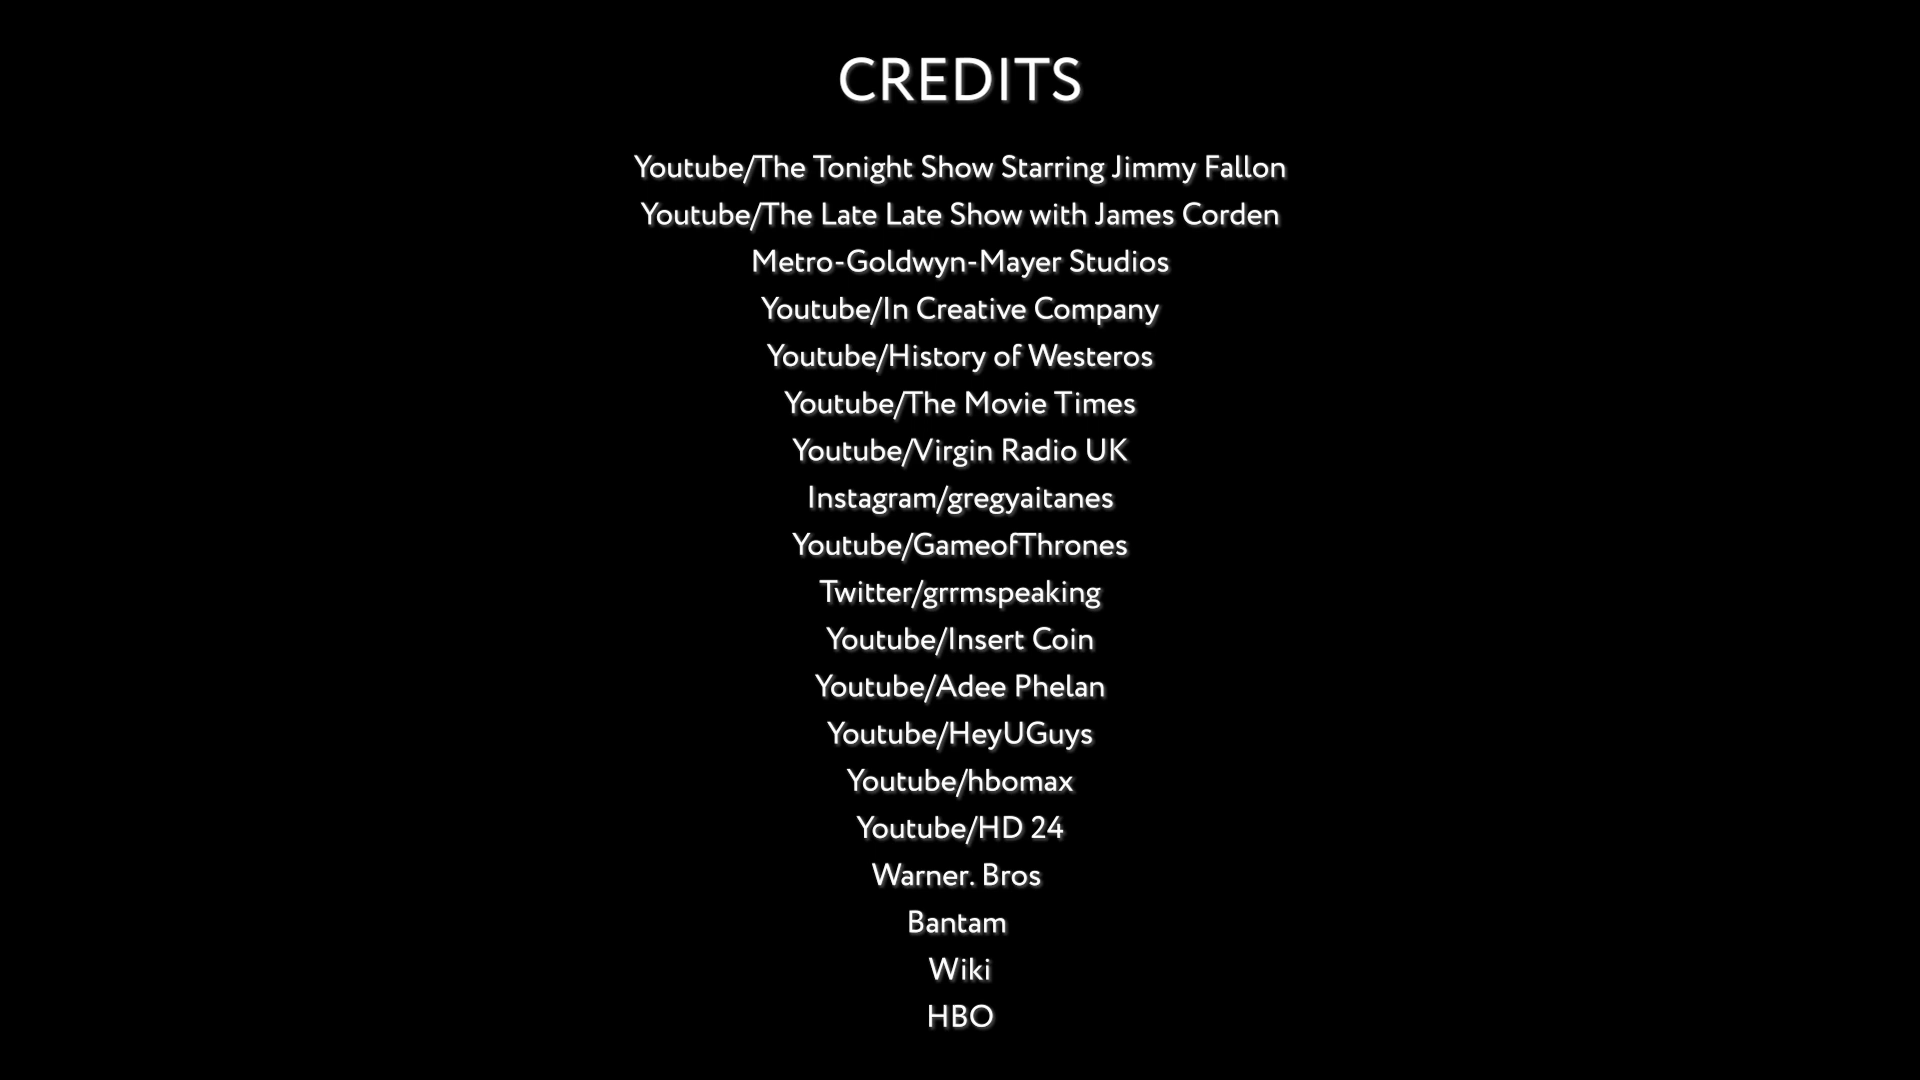 CREDITS
Youtube/The Tonight Show Starring Jimmy Fallon
Youtube/The Late Late Show with James Corden
Metro-Goldwyn-Mayer Studios
Youtube/In Creative Company
Youtube/History of Westeros
Youtube/The Movie Times
Youtube/Virgin Radio UK
Instagram/gregyaitanes
Youtube/GameofThrones
Twitter/grrmspeaking
Youtube/Insert Coin
Youtube/Adee Phelan
Youtube/HeyUGuys
Youtube/hbomax
Youtube/HD 24
Warner. Bros
Bantam
Wiki
HBO